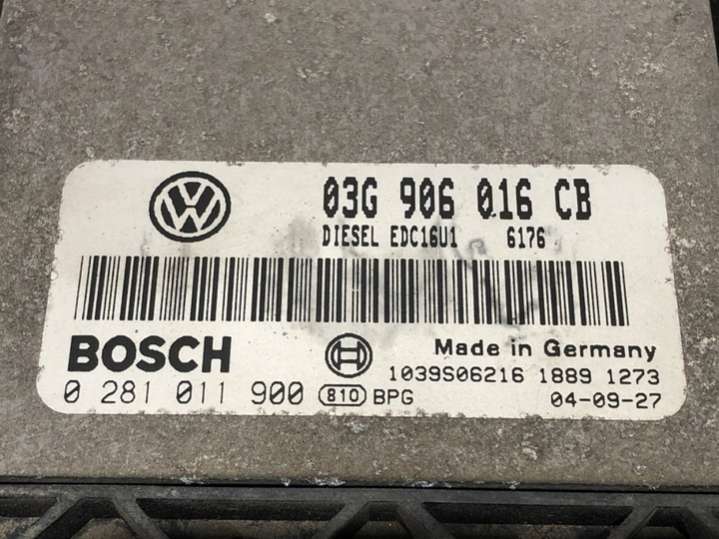 03G 906 016 CB
DIESEL EDC16U1 6176
BOSCH
Made in Germany
0 281 011 900 810 BPG
1039S06216 1889 1273
04-09-27